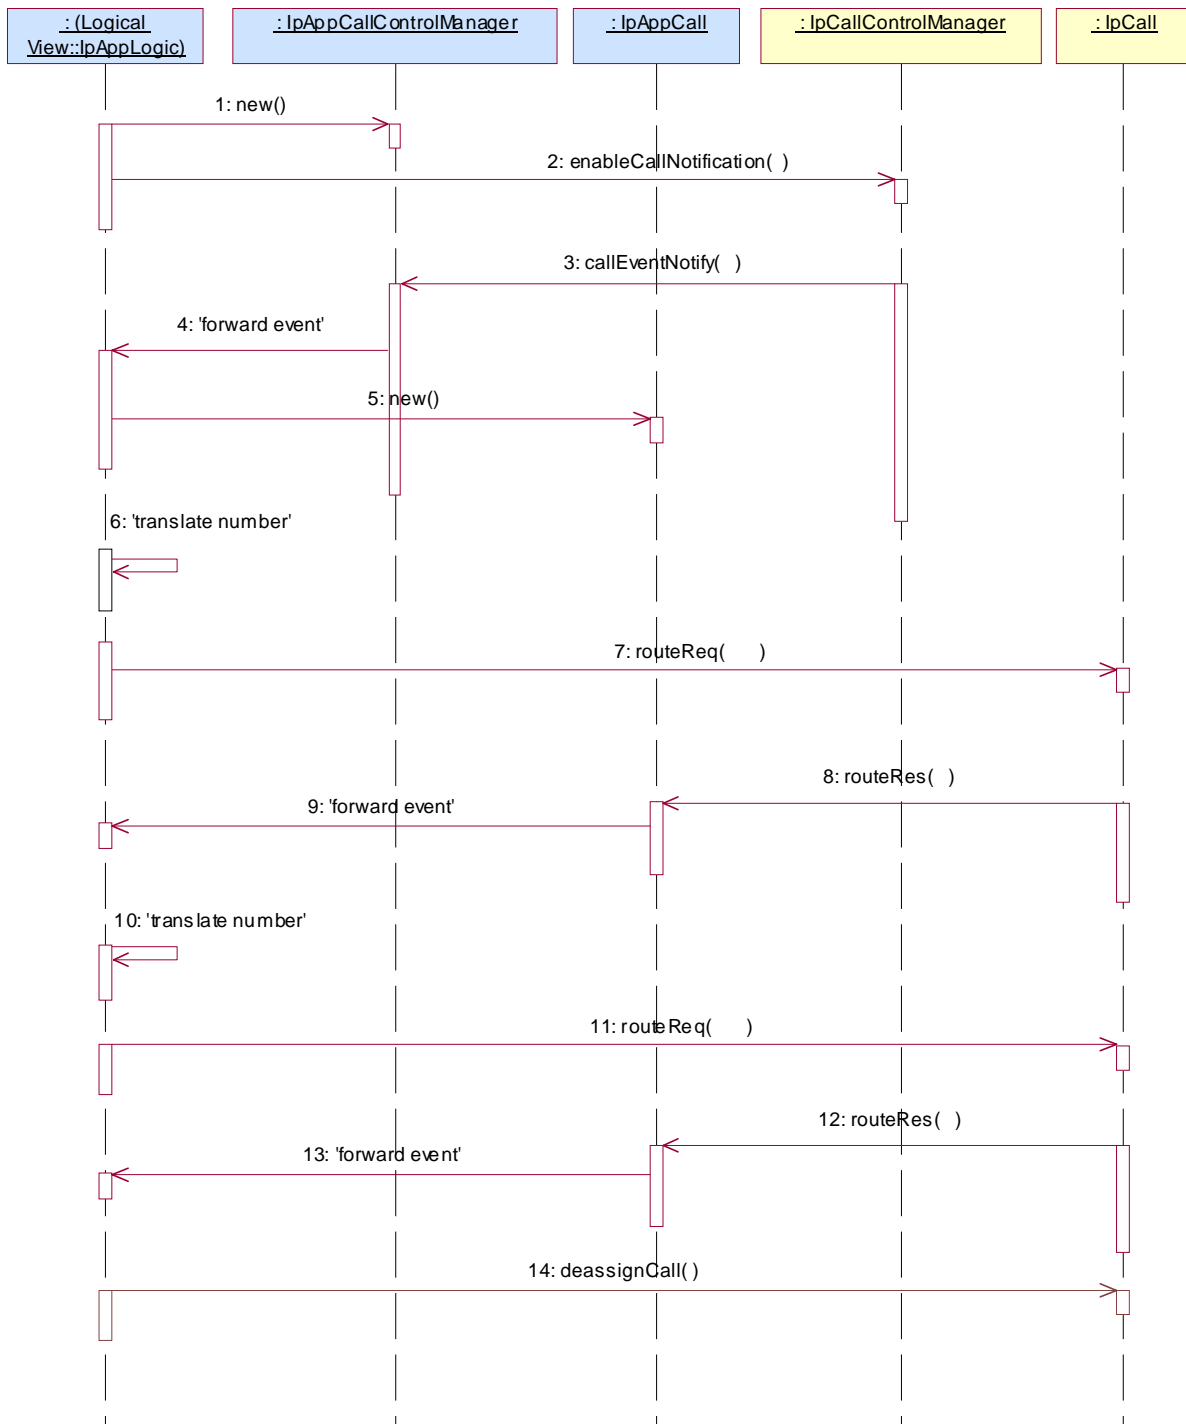 : (Logical
View::IpAppLogic)
: IpAppCallControlManager
: IpAppCall
: IpCallControlManager
: IpCall
1: new()
2: enableCallNotification( )
3: callEventNotify( )
4: 'forward event'
5: new()
6: 'translate number'
7: routeReq( )
8: routeRes( )
9: 'forward event'
10: 'translate number'
11: routeReq( )
12: routeRes( )
13: 'forward event'
14: deassignCall( )